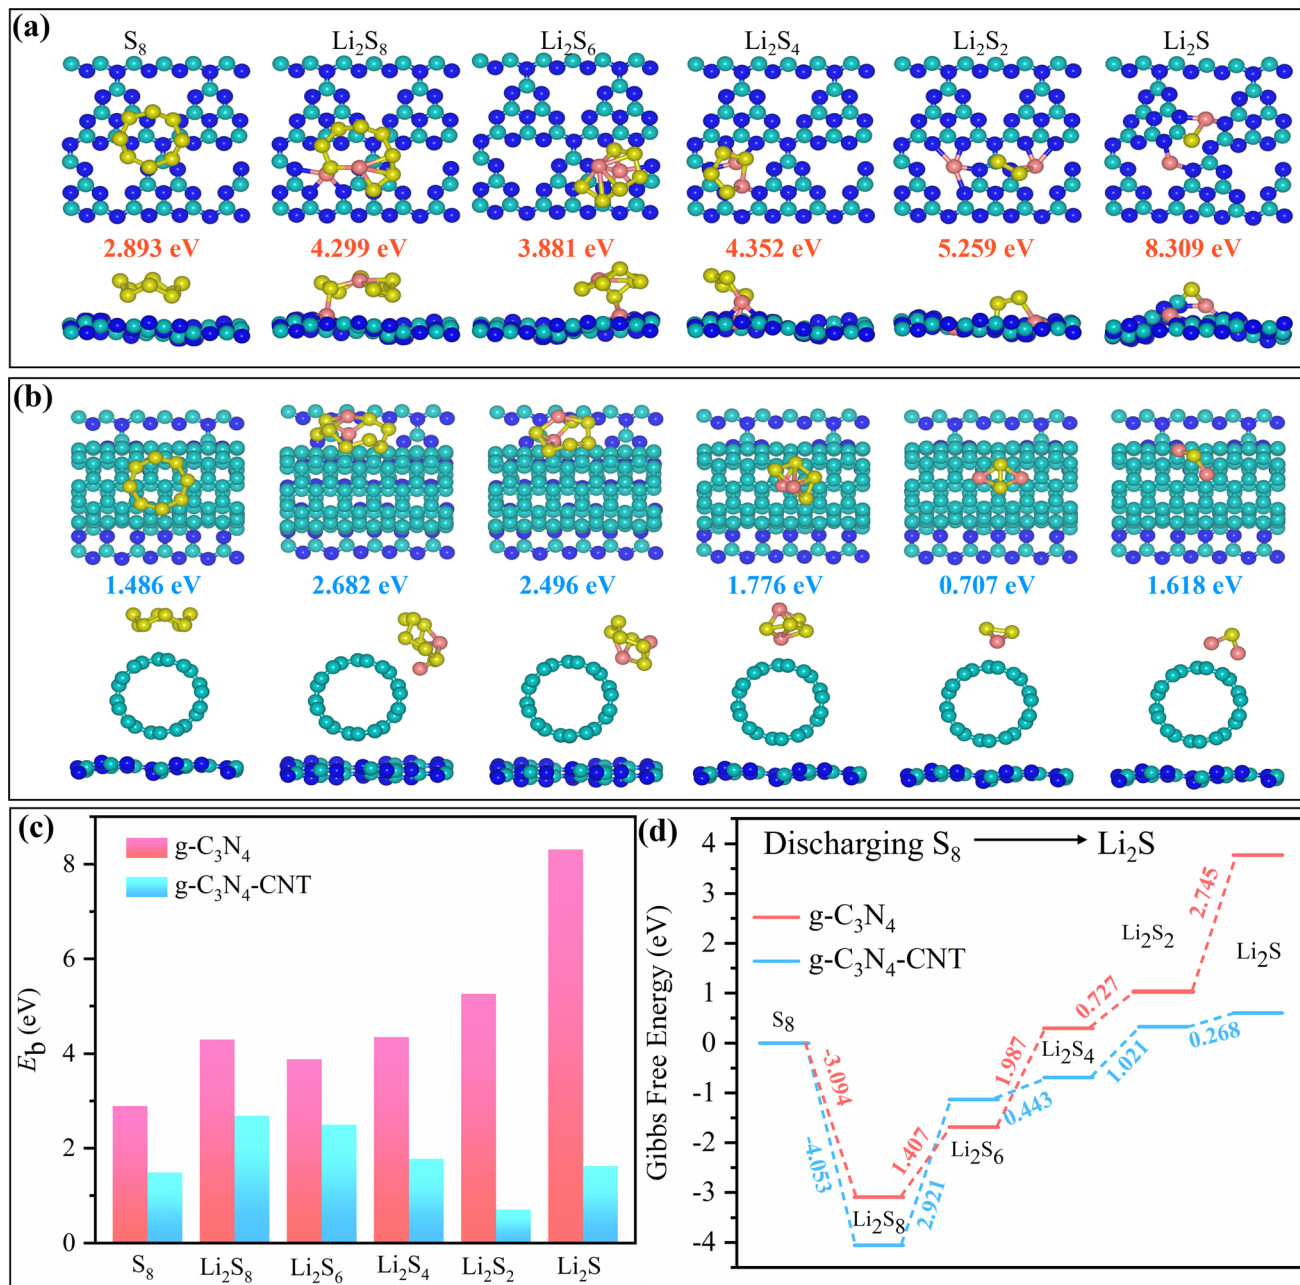 (a)
S8 Li2S8 Li2S6 Li2S4 Li2S2 Li2S
2.893 eV 4.299 eV 3.881 eV 4.352 eV 5.259 eV 8.309 eV
(b)
1.486 eV 2.682 eV 2.496 eV 1.776 eV 0.707 eV 1.618 eV
(c)
g-C3N4
g-C3N4-CNT
Eb (eV)
8
6
4
2
0
S8 Li2S8 Li2S6 Li2S4 Li2S2 Li2S
(d)
Discharging S8 Li2S
g-C3N4
g-C3N4-CNT
Gibbs Free Energy (eV)
4
3
2
1
0
-1
-2
-3
-4
S8
Li2S8
Li2S6
Li2S4
Li2S2
Li2S
-3.094
1.407
1.987
0.727
2.745
-4.053
2.921
0.443
1.021
0.268